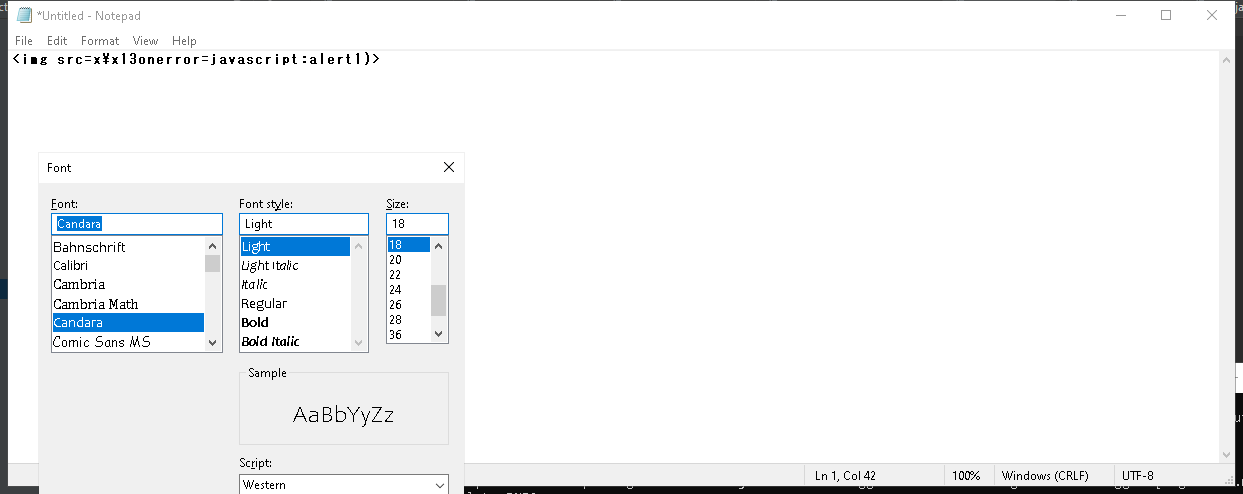 *Untitled - Notepad
File Edit Format View Help
<img src=x¥x13onerror=javascript:alert1)>
Font
Font: Font style: Size:
Candara Light 18
Bahnschrift Light 18
Calibri Light Italic 20
Cambria Italic 22
Cambria Math Regular 24
Candara Bold 26
Comic Sans MS Bold Italic 28
36
Sample
AaBbYyZz
Script:
Western
Ln 1, Col 42 100% Windows (CRLF) UTF-8